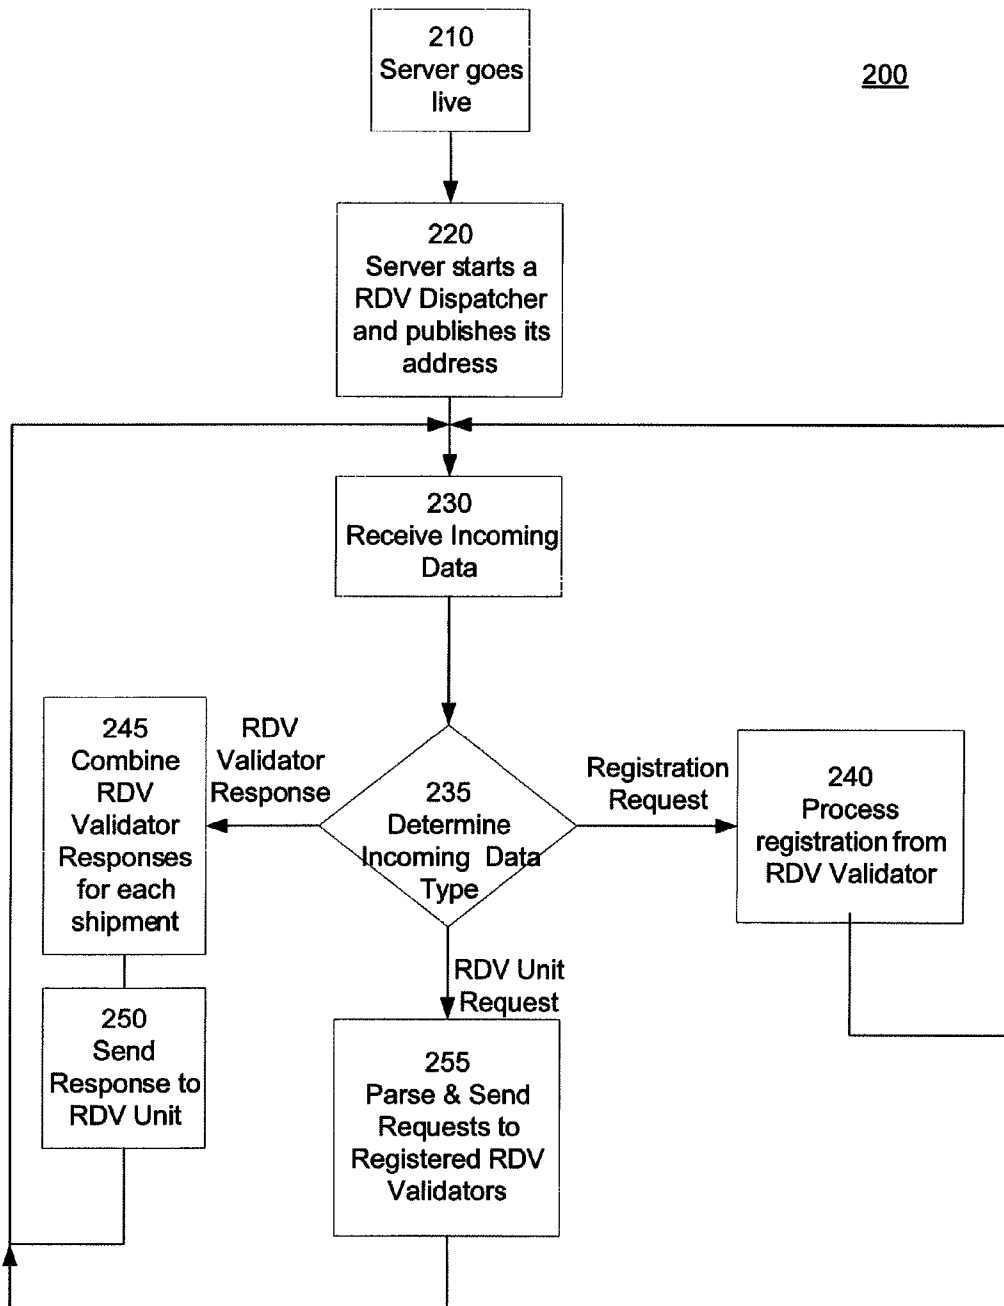 210
Server goes
live
200
220
Server starts a
RDV Dispatcher
and publishes its
address
230
Receive Incoming
Data
245
Combine
RDV
Validator
Responses
for each
shipment
RDV
Validator
Response
235
Determine
Incoming Data
Type
Registration
Request
240
Process
registration from
RDV Validator
250
Send
Response to
RDV Unit
RDV Unit
Request
255
Parse & Send
Requests to
Registered RDV
Validators